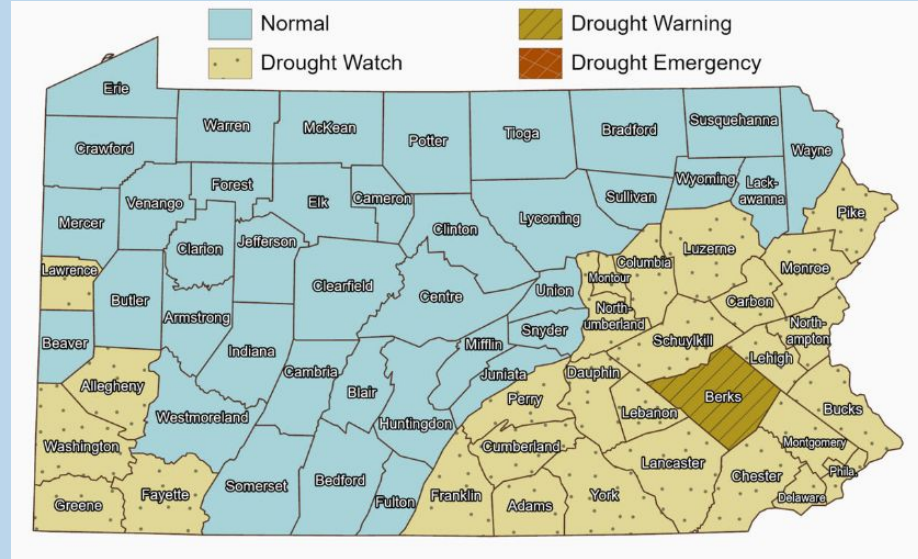 Normal
Drought Warning
Drought Watch
Drought Emergency
Erie
Warren
McKean
Potter
Tioga
Bradford
Susquehanna
Wayne
Crawford
Forest
Elk
Cameron
Sullivan
Wyoming
Lack-
awanna
Venango
Mercer
Clarion
Jefferson
Clinton
Lycoming
Pike
Luzerne
Columbia
Lawrence
Butler
Clearfield
Centre
Union
Montour
Monroe
Armstrong
North-
umberland
Carbon
Beaver
Indiana
Mifflin
Snyder
Schuylkill
North-
ampton
Allegheny
Cambria
Blair
Juniata
Dauphin
Lehigh
Westmoreland
Huntingdon
Perry
Lebanon
Berks
Bucks
Washington
Cumberland
Montgomery
Greene
Fayette
Somerset
Bedford
Fulton
Franklin
Adams
York
Lancaster
Chester
Phila.
Delaware